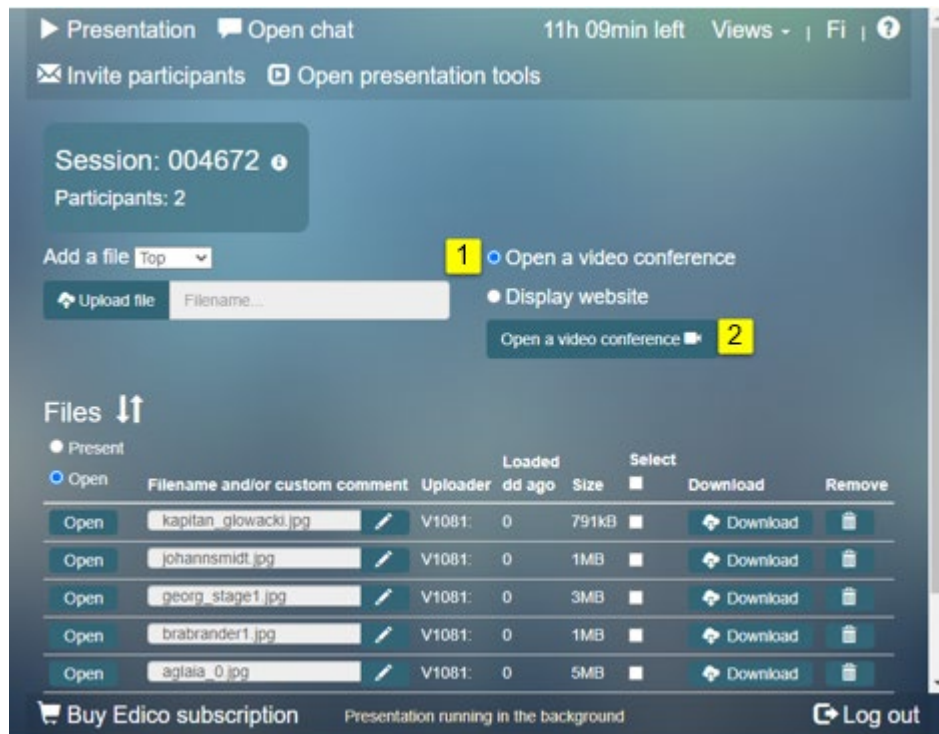 Presentation Open chat 11h 09min left Views - | Fi | ?
Invite participants Open presentation tools
Session: 004672
Participants: 2
Add a file Top
Upload file Filename...
1 Open a video conference
Display website
Open a video conference 2
Files
Present
Open
Filename and/or custom comment Uploader Loaded dd ago Size Select Download Remove
Open kapitan_glowacki.jpg V1081: 0 791kB Download
Open johannsmidt.jpg V1081: 0 1MB Download
Open georg_stage1.jpg V1081: 0 3MB Download
Open brabrander1.jpg V1081: 0 1MB Download
Open aglaia_0.jpg V1081: 0 5MB Download
Buy Edico subscription Presentation running in the background Log out